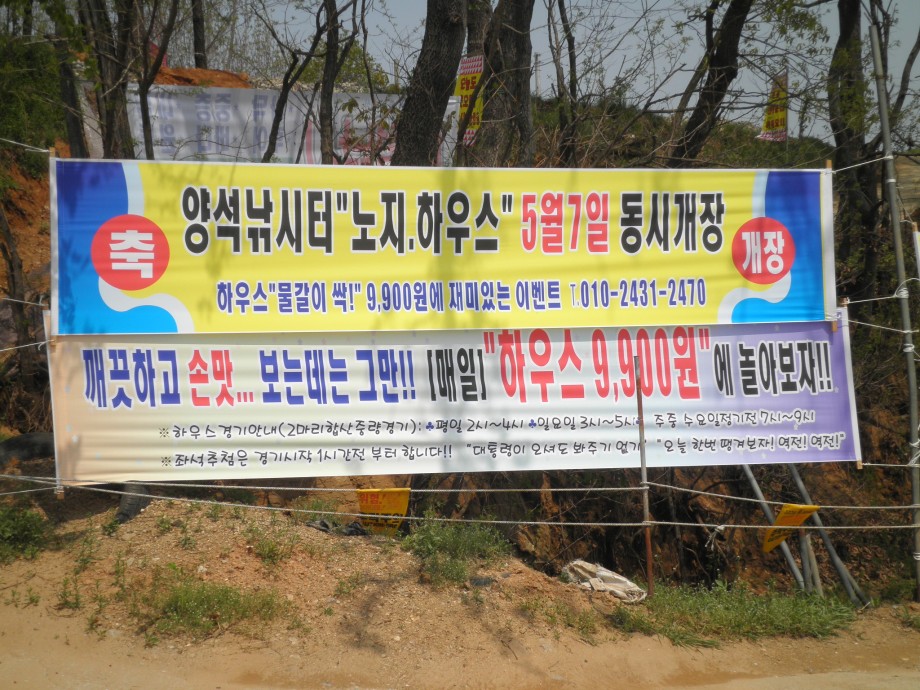 축
양석낚시터"노지.하우스" 5월7일 동시개장
개장
하우스"물갈이 싹!" 9,900원에 재미있는 이벤트 T.010-2431-2470
깨끗하고 손맛... 보는데는 그만!! [매일]"하우스 9,900원"에 놀아보자!!
※하우스경기안내(2마리합산중량경기): ♣평일 2시~4시 ♣일요일 3시~5시 주중 수요일정기전 7시~9시
※좌석추첨은 경기시작 1시간전 부터 합니다!! "대통령이 오셔도 봐주기 없기" "오늘 한번 땡겨보자! 역전! 역전!"